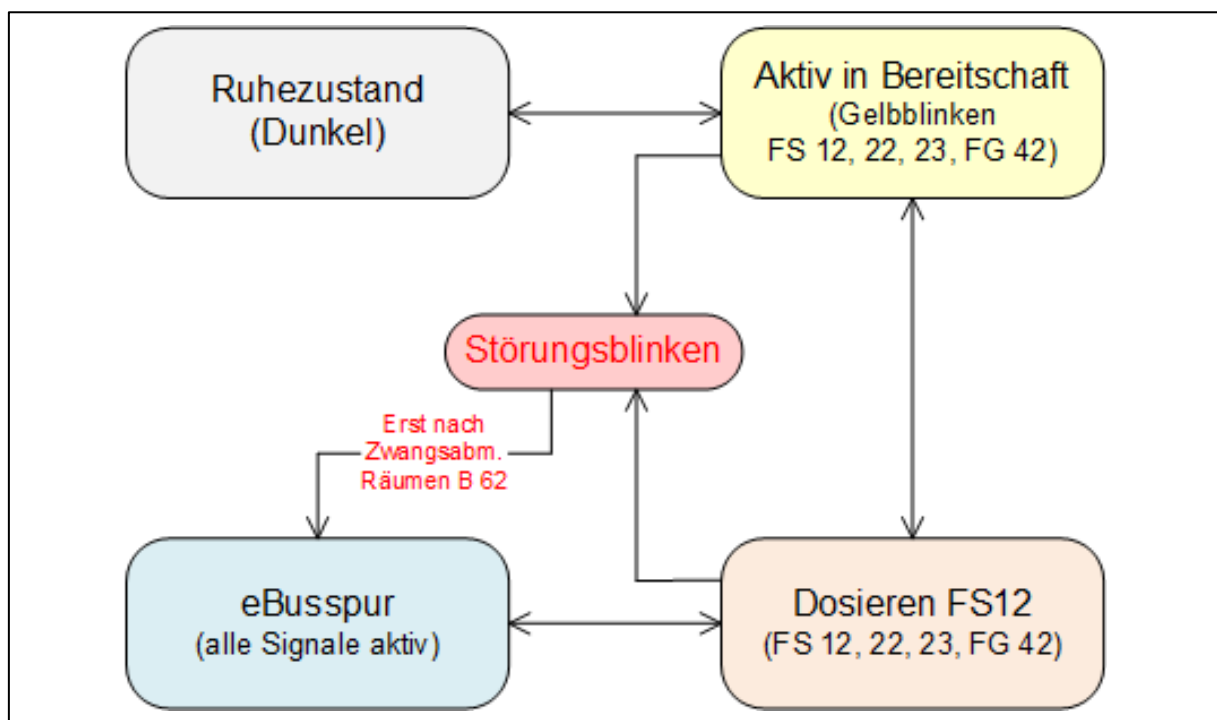 Ruhezustand
(Dunkel)
Aktiv in Bereitschaft
(Gelbblinken
FS 12, 22, 23, FG 42)
Störungsblinken
Erst nach
Zwangsabm.
Räumen B 62
eBusspur
(alle Signale aktiv)
Dosieren FS12
(FS 12, 22, 23, FG 42)